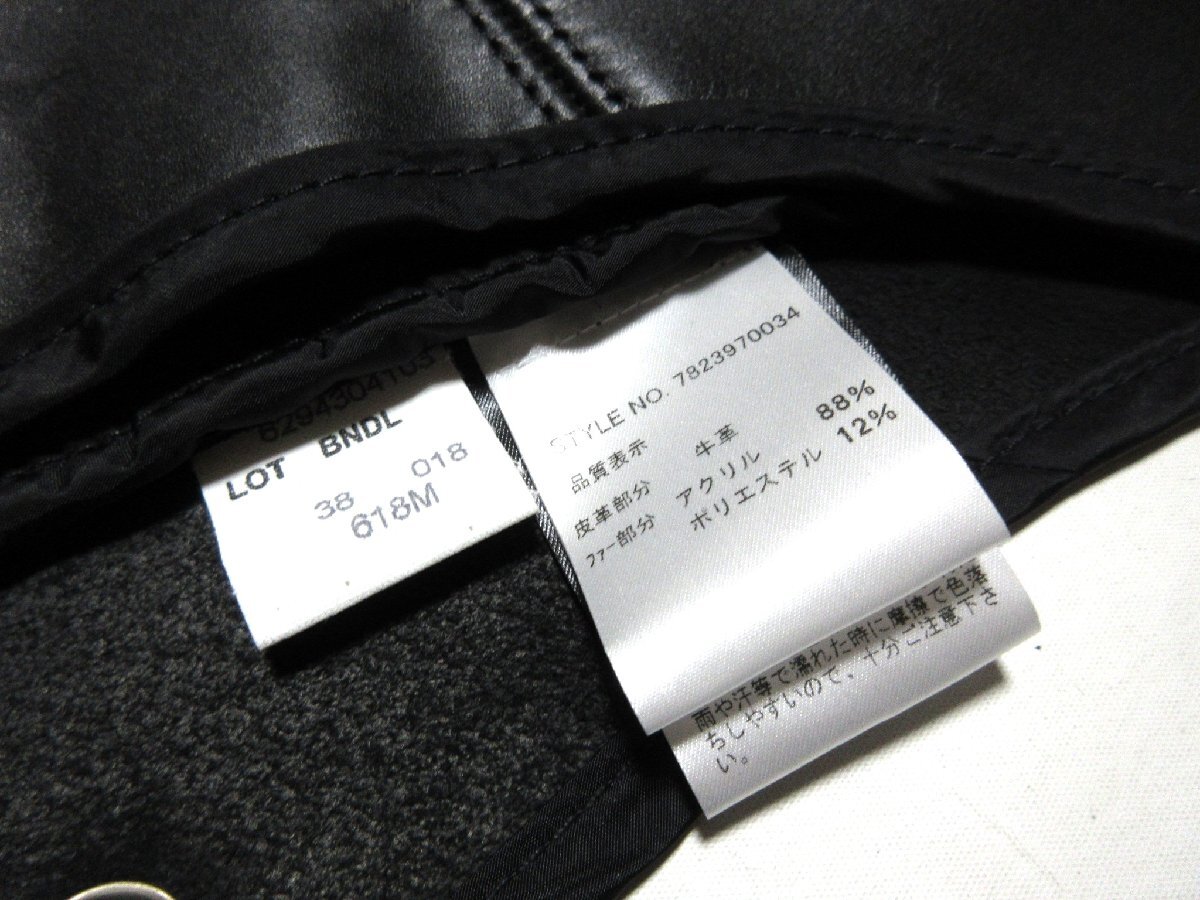 LOT BNDL
38 018
618M
STYLE NO. 7823970034
品質表示
皮革部分 牛革
ファー部分 アクリル 88%
ポリエステル 12%
雨や汗等で濡れた時に摩擦で色落
ちしやすいので、十分ご注意下さ
い。